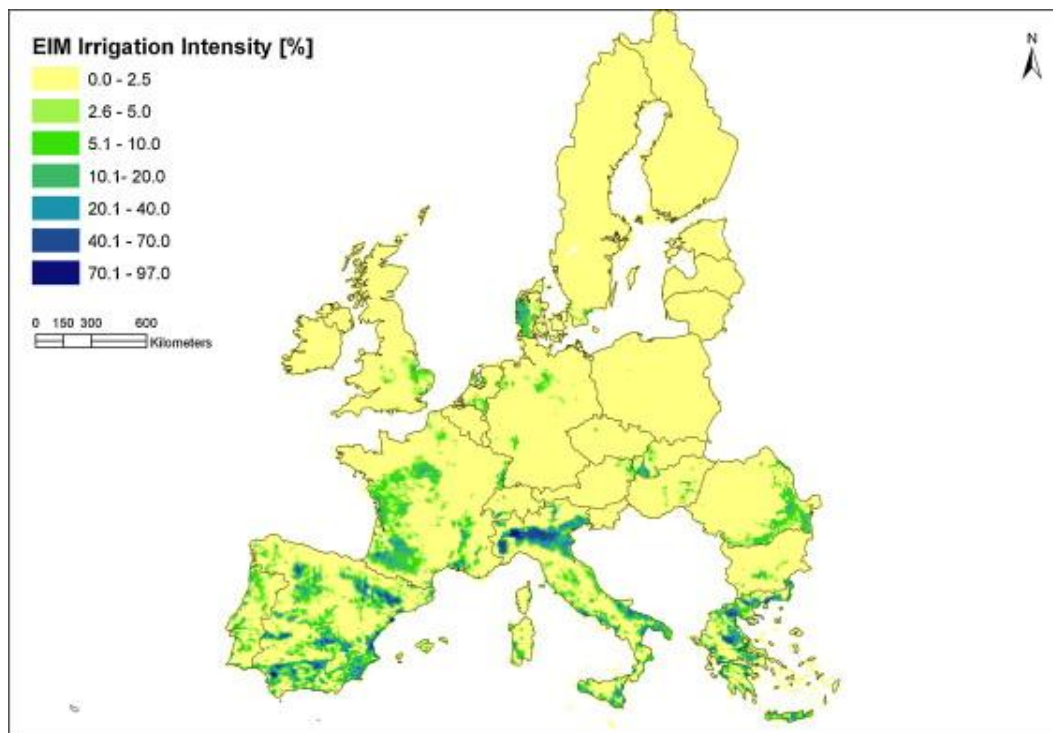 EIM Irrigation Intensity [%]
0.0 - 2.5
2.6 - 5.0
5.1 - 10.0
10.1- 20.0
20.1 - 40.0
40.1 - 70.0
70.1 - 97.0
0 150 300 600
Kilometers
N